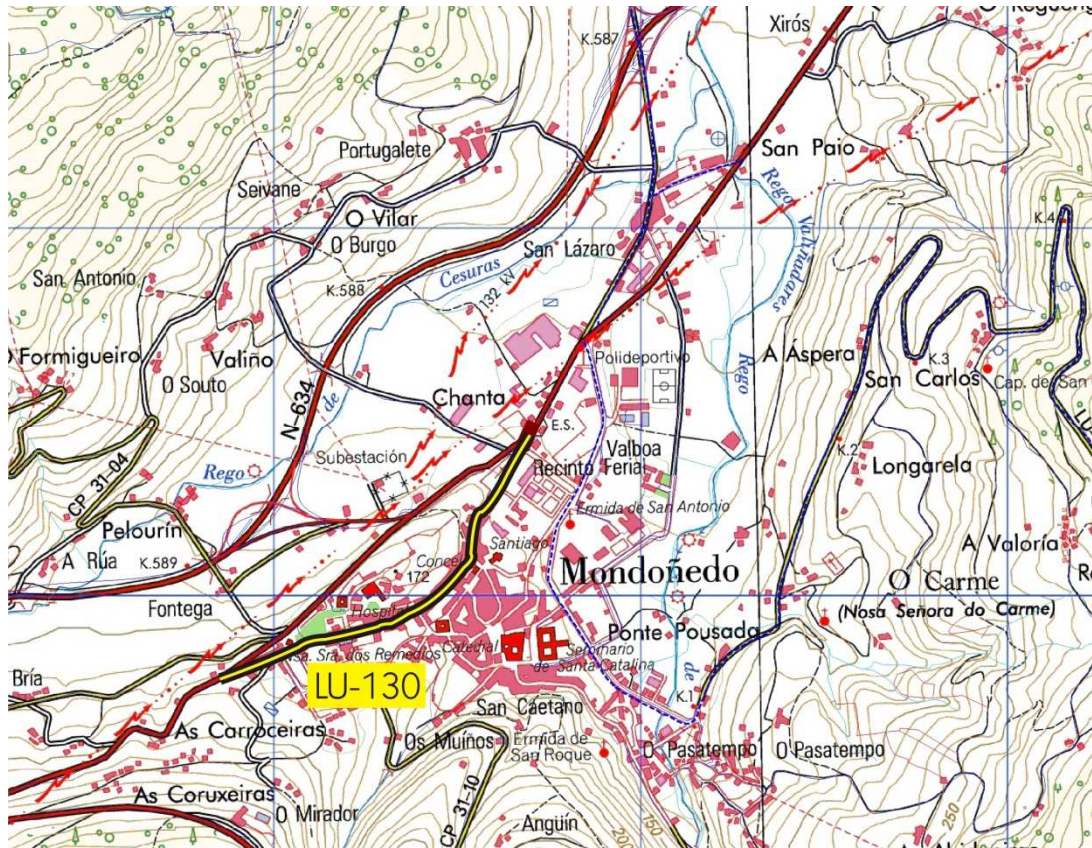 Xirós
K.587
San Paio
Portugalete
Rego Valiñadares
Seivane
O Vilar
K.4
O Burgo
San Lázaro
Cesuras
San Antonio
K.588
132 kV
O Formigueiro
Valiño
Polideportivo
Rego
A Áspera
K.3
O Souto
San Carlos
Cap. de San
Chanta
N-634
de
E.S.
Valboa
K.2
Subestación
Recinto Ferial
Longarela
Rego
CP 31-04
Ermida de San Antonio
Pelourín
Santiago
A Valoría
A Rúa
Concello
K.589
172
Mondoñedo
O Carme
Fontega
Hospital
(Nosa Señora do Carme)
Ponte Pousada
Catedral
Seminario
de Santa Catalina
Sra. dos Remedios
de
Bría
LU-130
K.1
San Caetano
As Carroceiras
Os Muíños
Ermida de
San Roque
O Pasatempo
O Pasatempo
As Coruxeiras
O Mirador
CP 31-10
Angüín
200
150
250